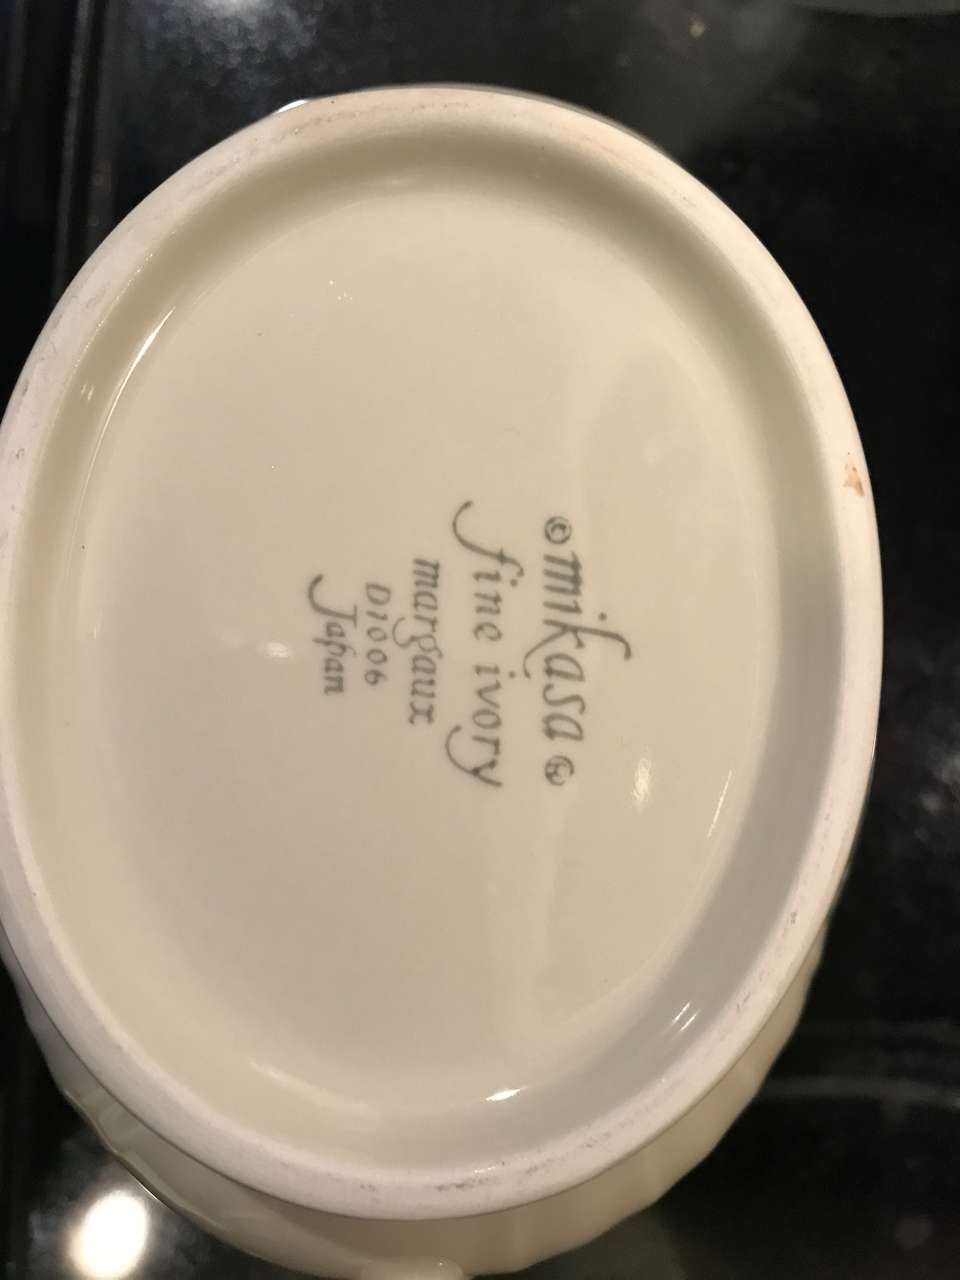 © mikasa ®
fine ivory
margaux
D1006
Japan